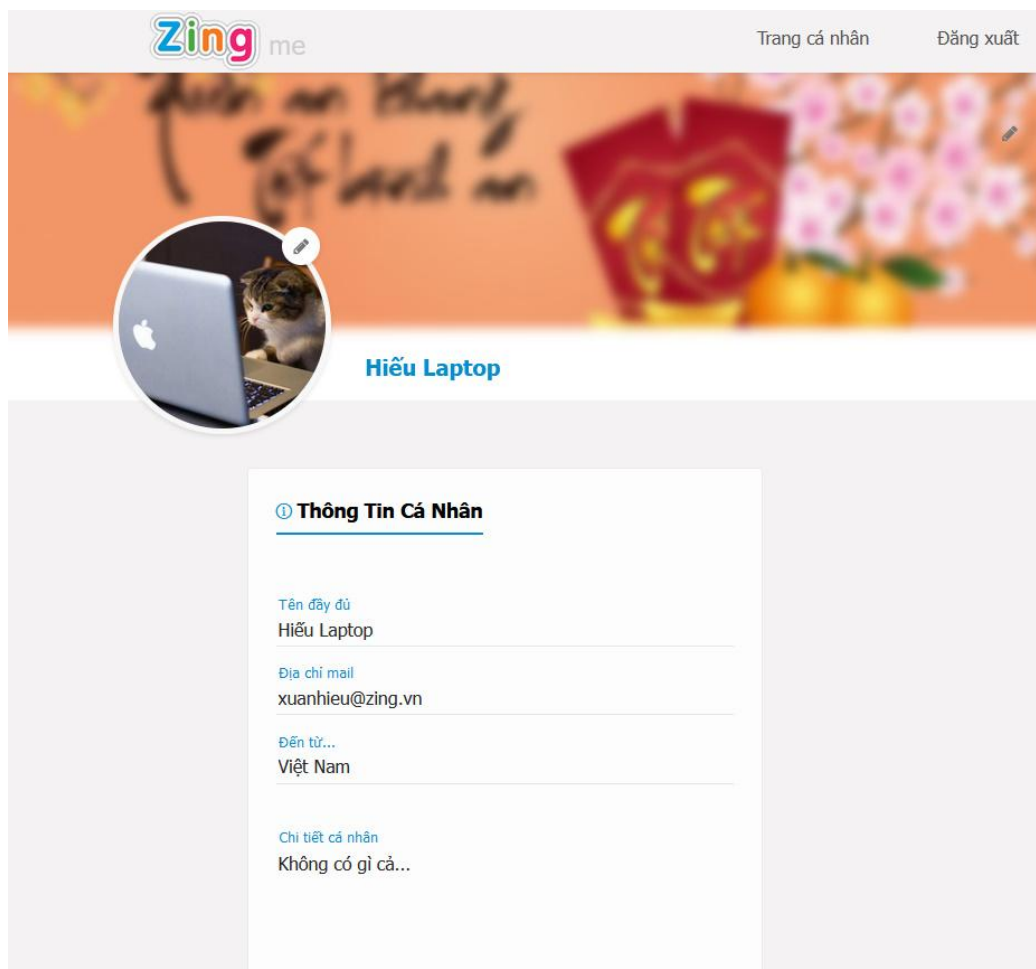 Zing me
Trang cá nhân
Đăng xuất
Hiếu Laptop
Thông Tin Cá Nhân
Tên đầy đủ
Hiếu Laptop
Địa chỉ mail
xuanhieu@zing.vn
Đến từ...
Việt Nam
Chi tiết cá nhân
Không có gì cả...